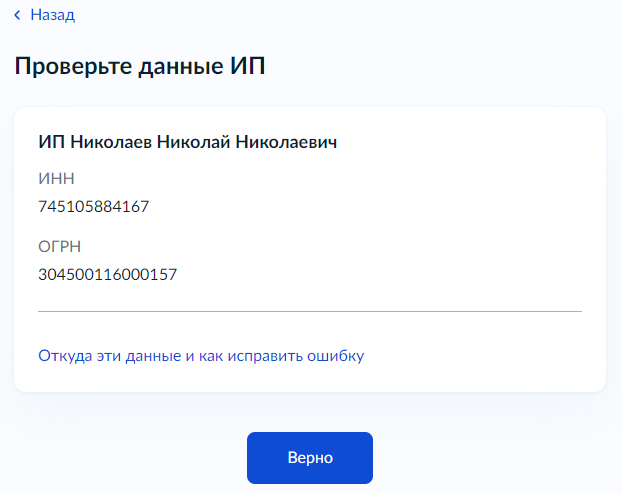 Назад
Проверьте данные ИП
ИП Николаев Николай Николаевич
ИНН
745105884167
ОГРН
304500116000157
Откуда эти данные и как исправить ошибку
Верно